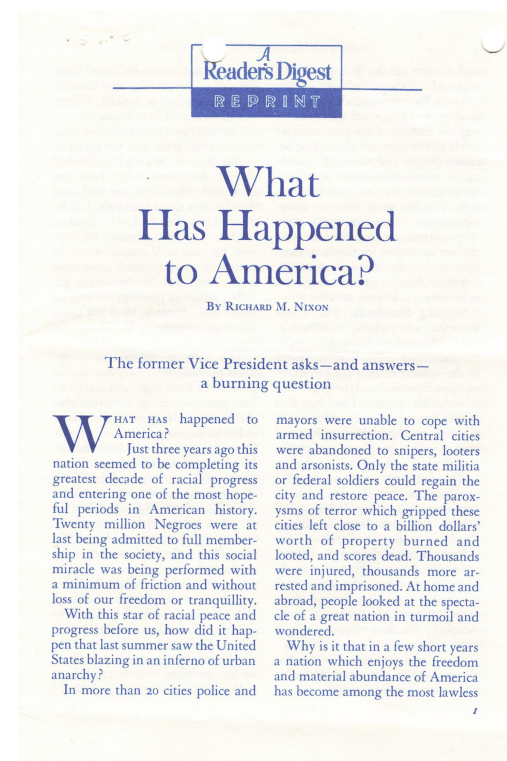 A
Reader's Digest
REPRINT
What
Has Happened
to America?
By Richard M. Nixon
The former Vice President asks—and answers—
a burning question
WHAT HAS happened to
America?
Just three years ago this
nation seemed to be completing its
greatest decade of racial progress
and entering one of the most hope-
ful periods in American history.
Twenty million Negroes were at
last being admitted to full member-
ship in the society, and this social
miracle was being performed with
a minimum of friction and without
loss of our freedom or tranquillity.
With this star of racial peace and
progress before us, how did it hap-
pen that last summer saw the United
States blazing in an inferno of urban
anarchy?
In more than 20 cities police and
mayors were unable to cope with
armed insurrection. Central cities
were abandoned to snipers, looters
and arsonists. Only the state militia
or federal soldiers could regain the
city and restore peace. The parox-
ysms of terror which gripped these
cities left close to a billion dollars'
worth of property burned and
looted, and scores dead. Thousands
were injured, thousands more ar-
rested and imprisoned. At home and
abroad, people looked at the specta-
cle of a great nation in turmoil and
wondered.
Why is it that in a few short years
a nation which enjoys the freedom
and material abundance of America
has become among the most lawless
1